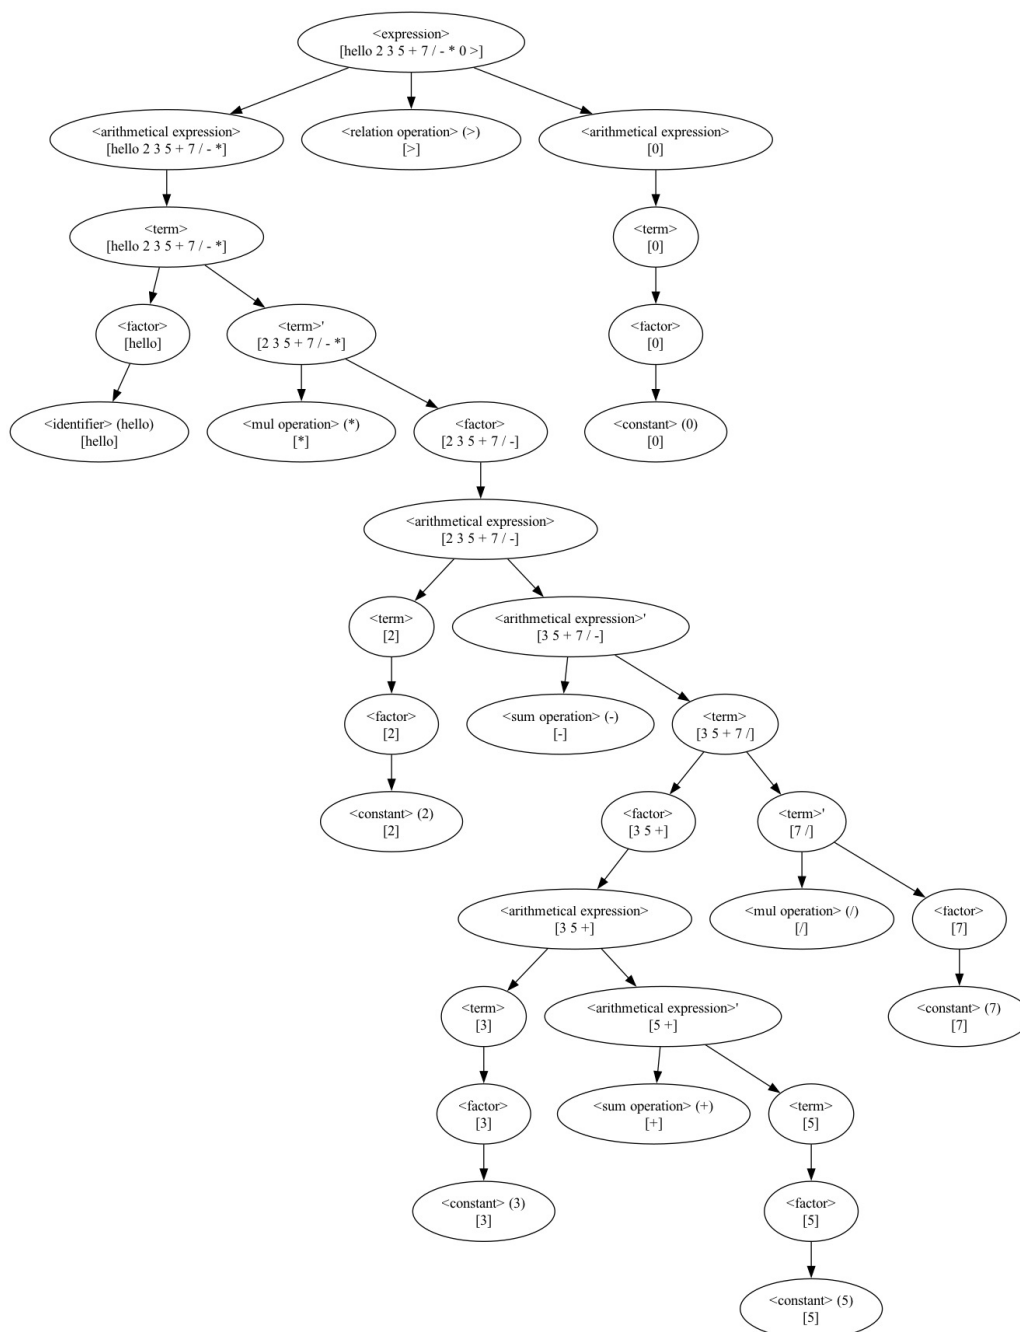 <expression>
[hello 2 3 5 + 7 / - * 0 >]
<arithmetical expression>
[hello 2 3 5 + 7 / - *]
<relation operation> (>)
[>]
<arithmetical expression>
[0]
<term>
[hello 2 3 5 + 7 / - *]
<term>
[0]
<factor>
[hello]
<term>'
[2 3 5 + 7 / - *]
<factor>
[0]
<identifier> (hello)
[hello]
<mul operation> (*)
[*]
<factor>
[2 3 5 + 7 / -]
<constant> (0)
[0]
<arithmetical expression>
[2 3 5 + 7 / -]
<term>
[2]
<arithmetical expression>'
[3 5 + 7 / -]
<factor>
[2]
<sum operation> (-)
[-]
<term>
[3 5 + 7 /]
<constant> (2)
[2]
<factor>
[3 5 +]
<term>'
[7 /]
<arithmetical expression>
[3 5 +]
<mul operation> (/)
[/]
<factor>
[7]
<term>
[3]
<arithmetical expression>'
[5 +]
<constant> (7)
[7]
<factor>
[3]
<sum operation> (+)
[+]
<term>
[5]
<constant> (3)
[3]
<factor>
[5]
<constant> (5)
[5]